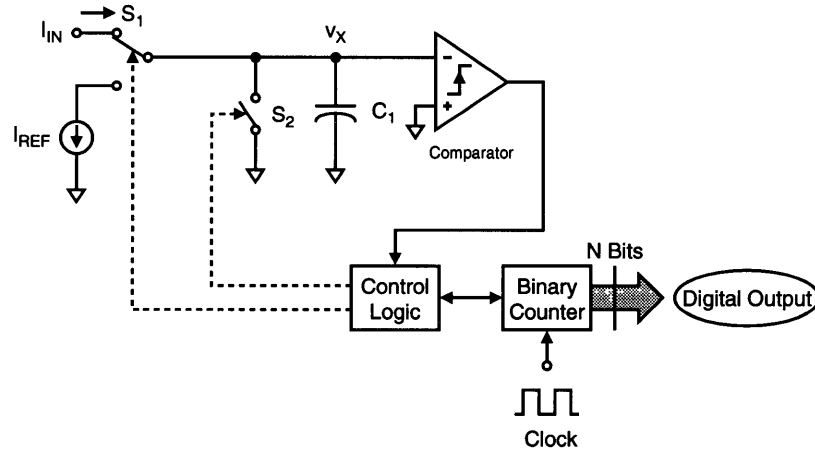 I_IN
S_1
v_X
I_REF
S_2
C_1
-
+
Comparator
Control
Logic
Binary
Counter
N Bits
Digital Output
Clock